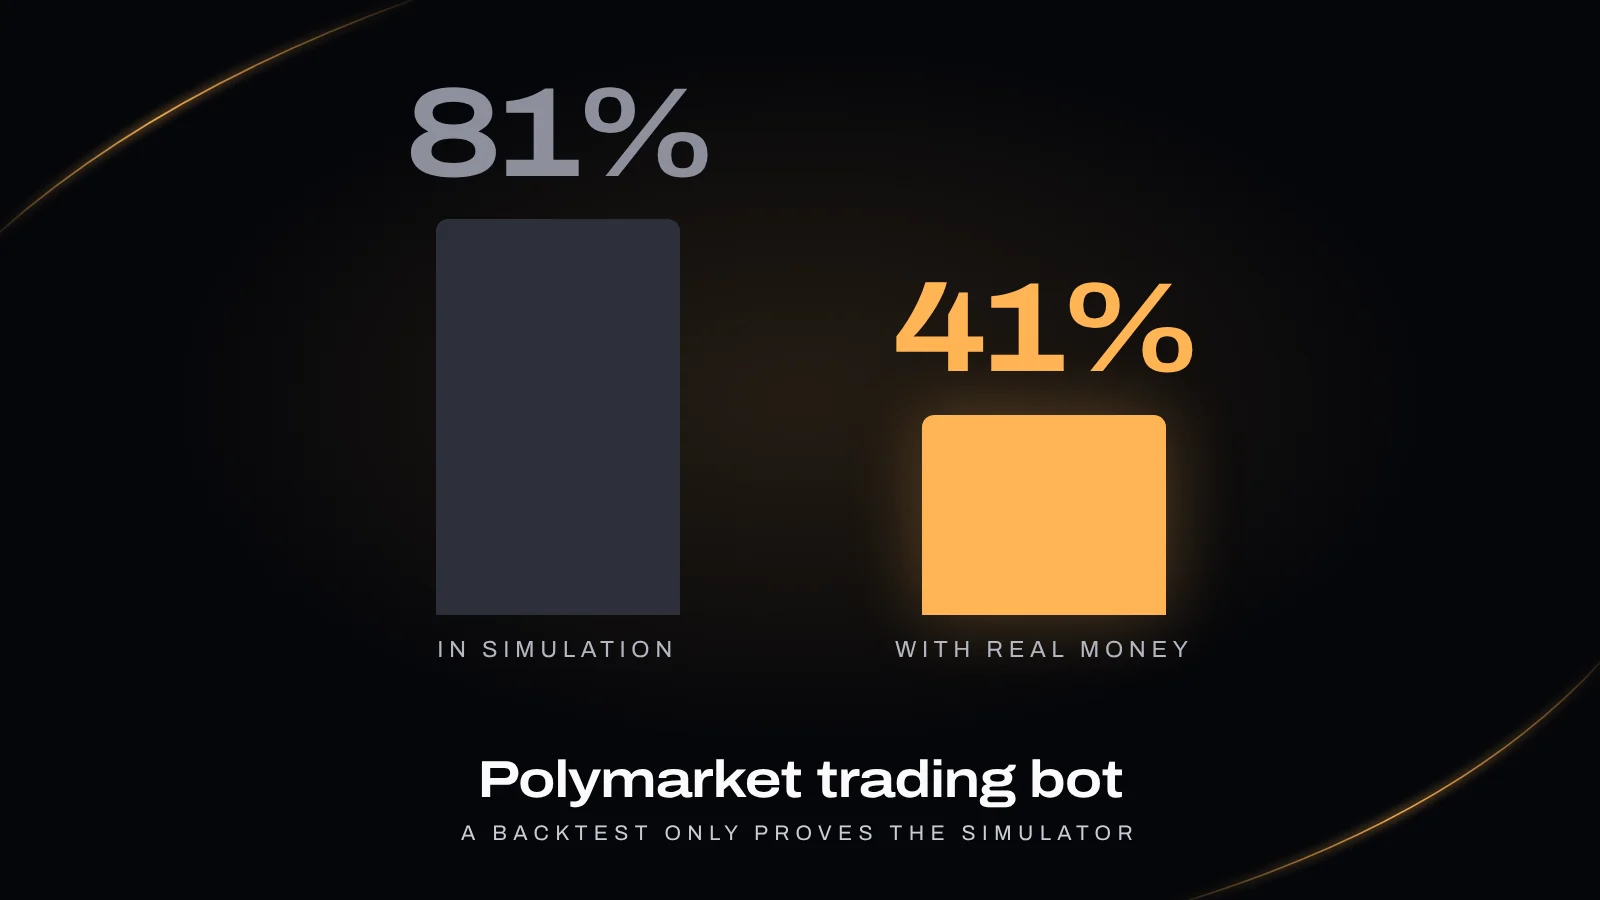 81%
41%
IN SIMULATION
WITH REAL MONEY
Polymarket trading bot
A BACKTEST ONLY PROVES THE SIMULATOR